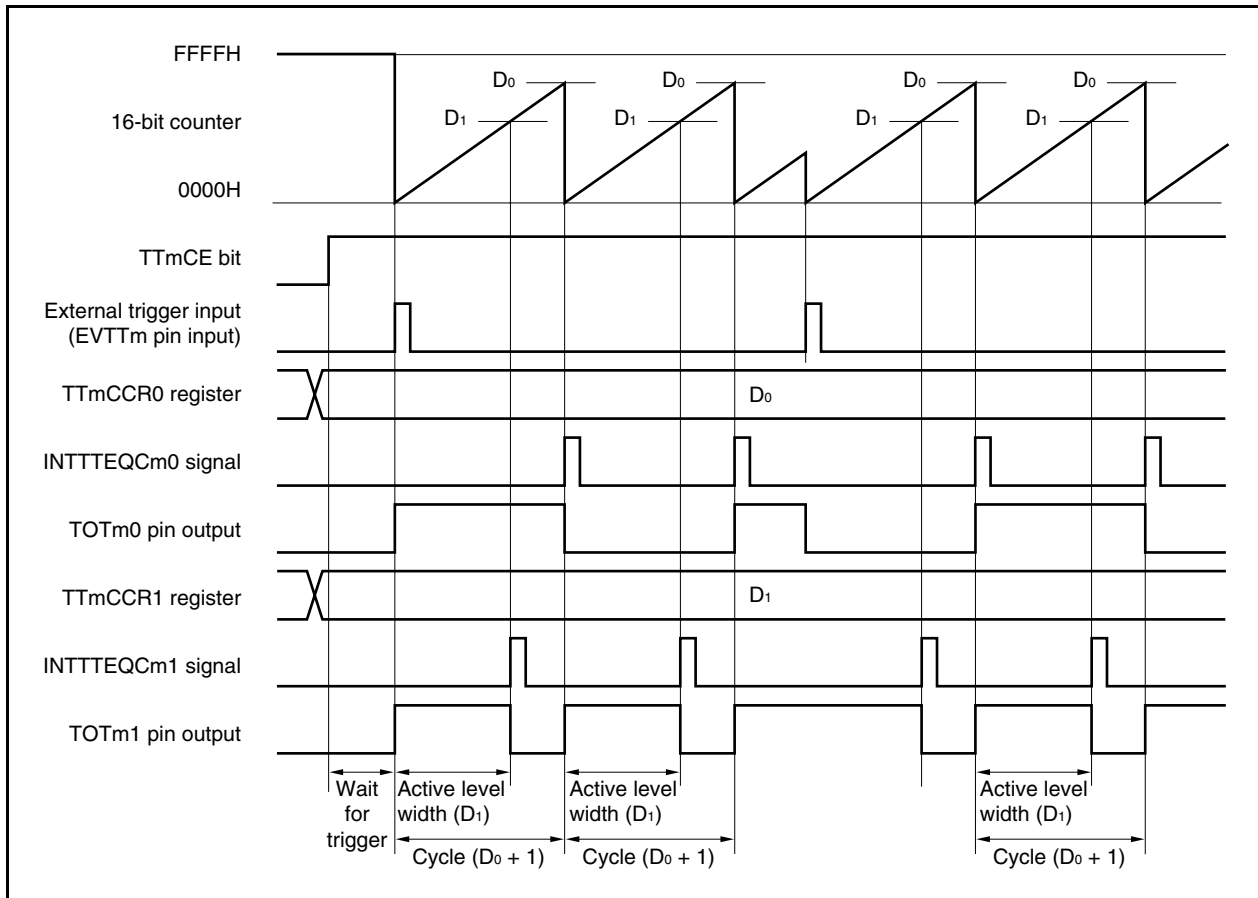 FFFFH
D₀
D₀
D₀
D₀
16-bit counter
D₁
D₁
D₁
D₁
0000H
TTmCE bit
External trigger input
(EVTTm pin input)
TTmCCR0 register
D₀
INTTTEQCm0 signal
TOTm0 pin output
TTmCCR1 register
D₁
INTTTEQCm1 signal
TOTm1 pin output
Wait
for
trigger
Active level
width (D₁)
Active level
width (D₁)
Active level
width (D₁)
Cycle (D₀ + 1)
Cycle (D₀ + 1)
Cycle (D₀ + 1)